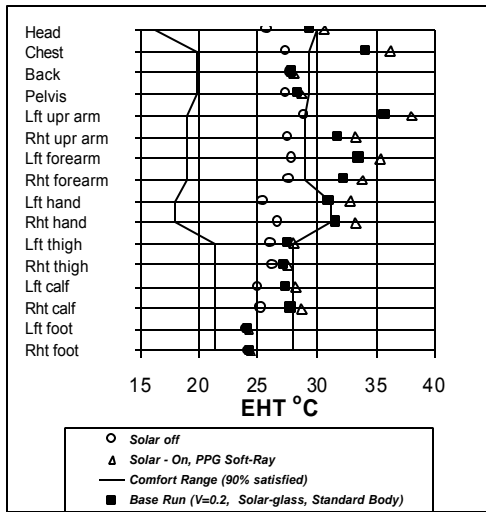 Head
Chest
Back
Pelvis
Lft upr arm
Rht upr arm
Lft forearm
Rht forearm
Lft hand
Rht hand
Lft thigh
Rht thigh
Lft calf
Rht calf
Lft foot
Rht foot
15 20 25 30 35 40
EHT °C
Solar off
Solar - On, PPG Soft-Ray
Comfort Range (90% satisfied)
Base Run (V=0.2, Solar-glass, Standard Body)